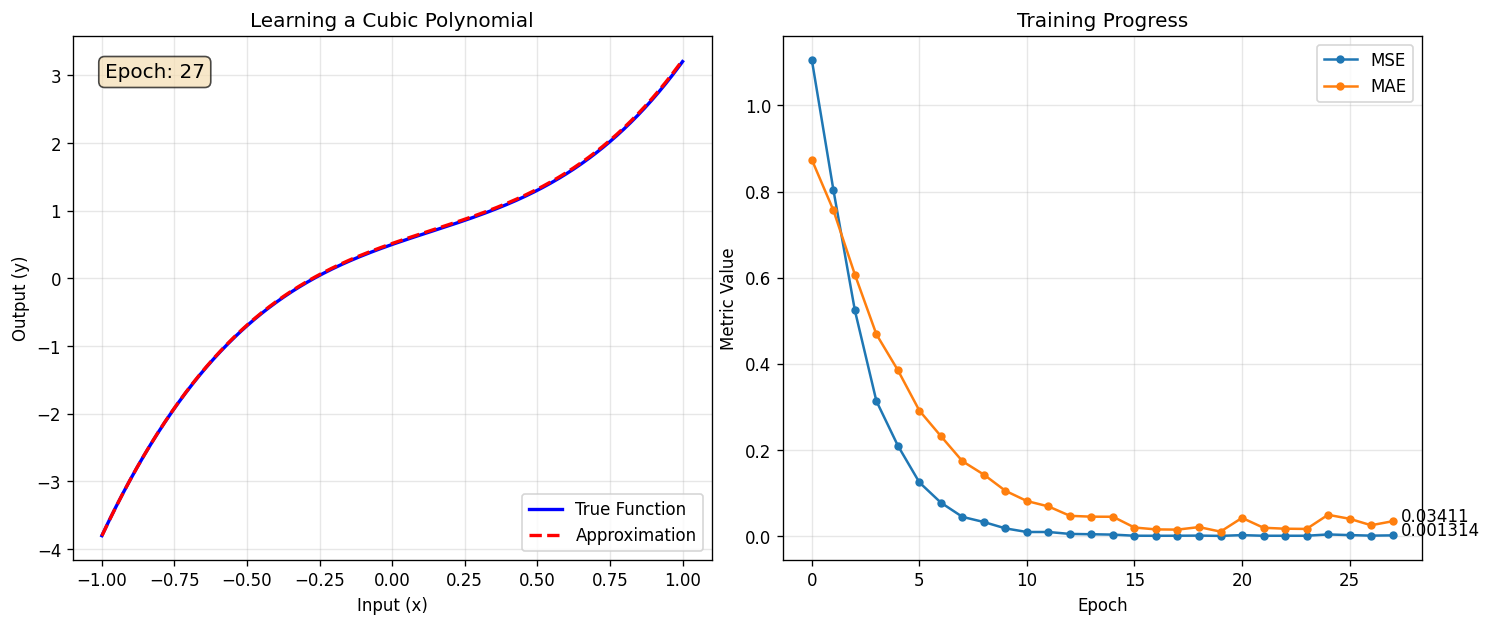 Learning a Cubic Polynomial
Epoch: 27
3
2
1
0
−1
−2
−3
−4
Output (y)
True Function
Approximation
−1.00 −0.75 −0.50 −0.25 0.00 0.25 0.50 0.75 1.00
Input (x)
Training Progress
MSE
MAE
1.0
0.8
0.6
0.4
0.2
0.0
Metric Value
0.03411
0.001314
0 5 10 15 20 25
Epoch